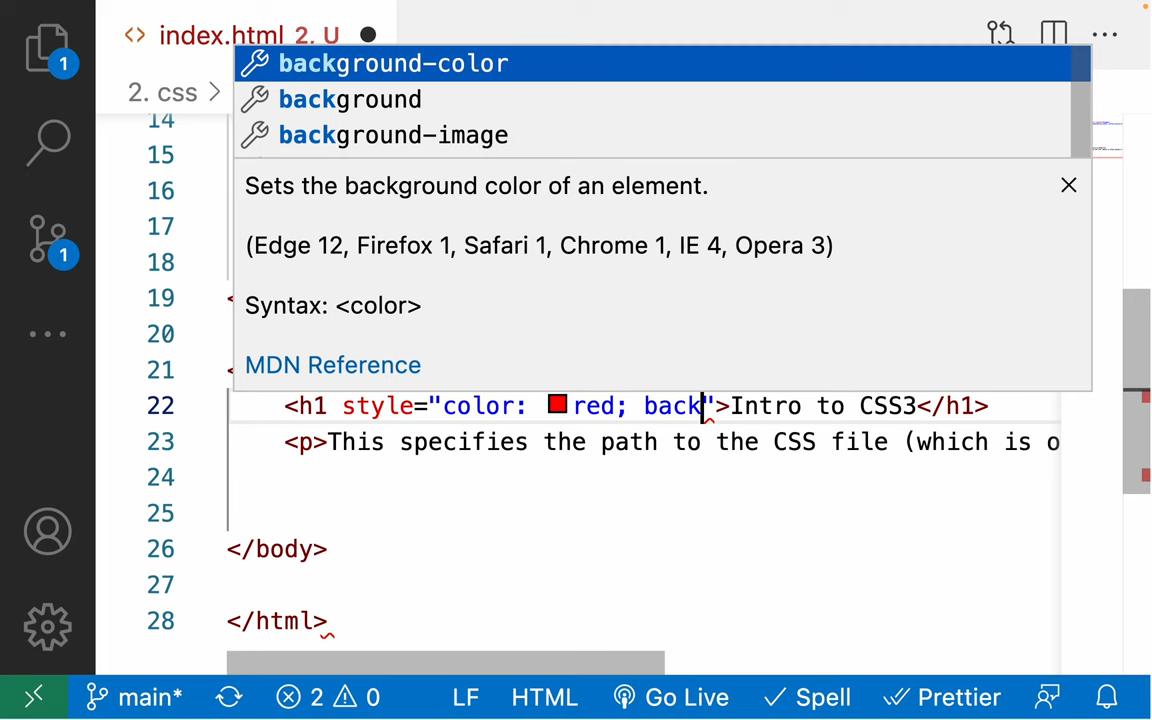 1
1
<> index.html 2, U
2. css >
background-color
background
background-image
Sets the background color of an element.
(Edge 12, Firefox 1, Safari 1, Chrome 1, IE 4, Opera 3)
Syntax: <color>
MDN Reference
14
15
16
17
18
19 <
20
21 <
22 <h1 style="color: red; back">Intro to CSS3</h1>
23 <p>This specifies the path to the CSS file (which is o
24
25
26 </body>
27
28 </html>
main* 2 0 LF HTML Go Live Spell Prettier